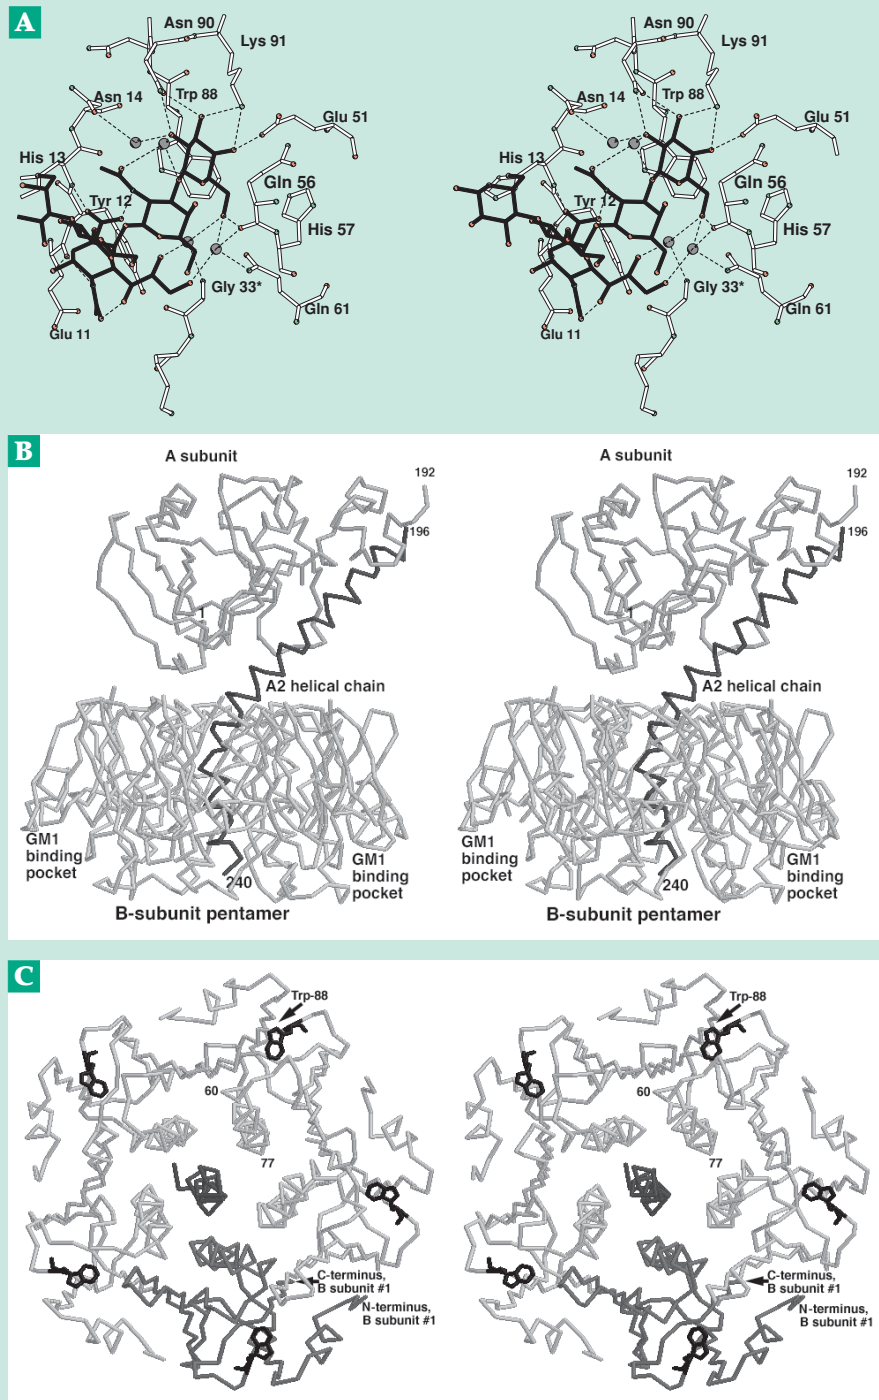 A
Asn 90
Lys 91
Asn 14
Trp 88
Glu 51
His 13
Gln 56
Tyr 12
His 57
Gly 33*
Gln 61
Glu 11
Asn 90
Lys 91
Asn 14
Trp 88
Glu 51
His 13
Gln 56
Tyr 12
His 57
Gly 33*
Gln 61
Glu 11
B
A subunit
192
196
1
A2 helical chain
GM1
binding
pocket
GM1
binding
pocket
240
B-subunit pentamer
A subunit
192
196
1
A2 helical chain
GM1
binding
pocket
GM1
binding
pocket
240
B-subunit pentamer
C
Trp-88
60
77
C-terminus,
B subunit #1
N-terminus,
B subunit #1
Trp-88
60
77
C-terminus,
B subunit #1
N-terminus,
B subunit #1